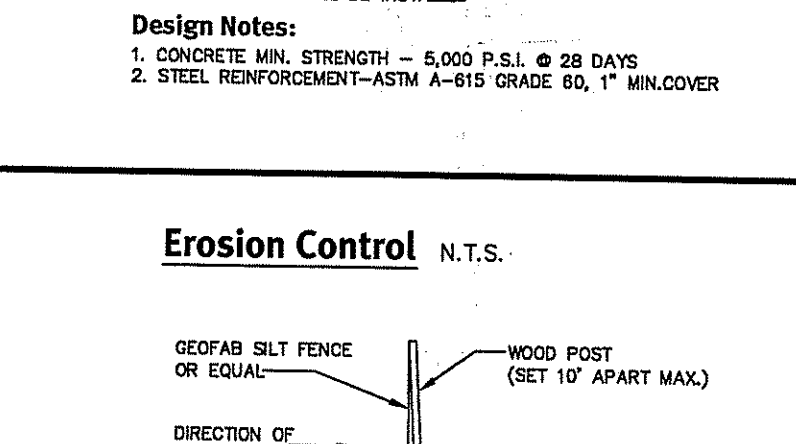 Design Notes:
1. CONCRETE MIN. STRENGTH – 5,000 P.S.I. @ 28 DAYS
2. STEEL REINFORCEMENT–ASTM A–615 GRADE 60, 1" MIN.COVER
Erosion Control N.T.S.
GEOFAB SILT FENCE
OR EQUAL
WOOD POST
(SET 10' APART MAX.)
DIRECTION OF